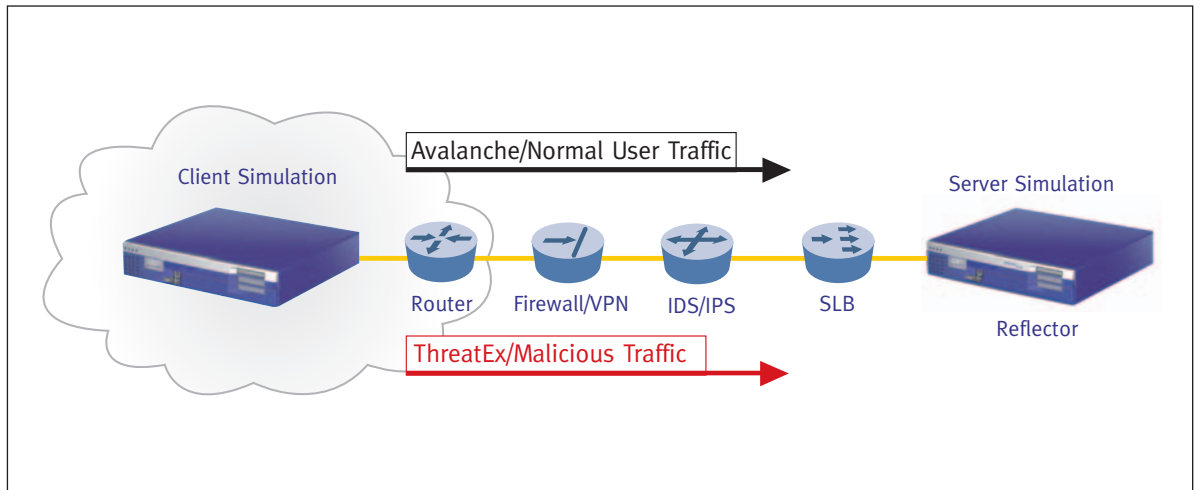 Avalanche/Normal User Traffic
Client Simulation
Server Simulation
Router
Firewall/VPN
IDS/IPS
SLB
Reflector
ThreatEx/Malicious Traffic